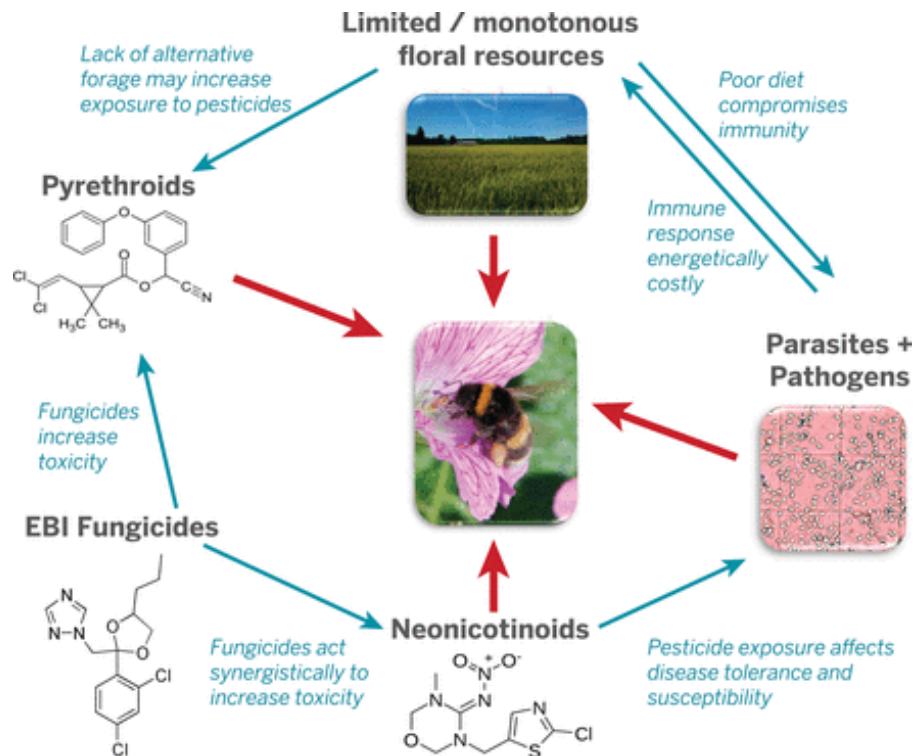 Limited / monotonous
floral resources
Lack of alternative
forage may increase
exposure to pesticides
Poor diet
compromises
immunity
Pyrethroids
O
O
O
C
N
Cl
Cl
H₃C
CH₃
Immune
response
energetically
costly
Parasites +
Pathogens
Fungicides
increase
toxicity
EBI Fungicides
N
N
N
O
O
Cl
Cl
Fungicides act
synergistically to
increase toxicity
Neonicotinoids
O
N
+
O
-
N
N
O
N
N
S
Cl
Pesticide exposure affects
disease tolerance and
susceptibility